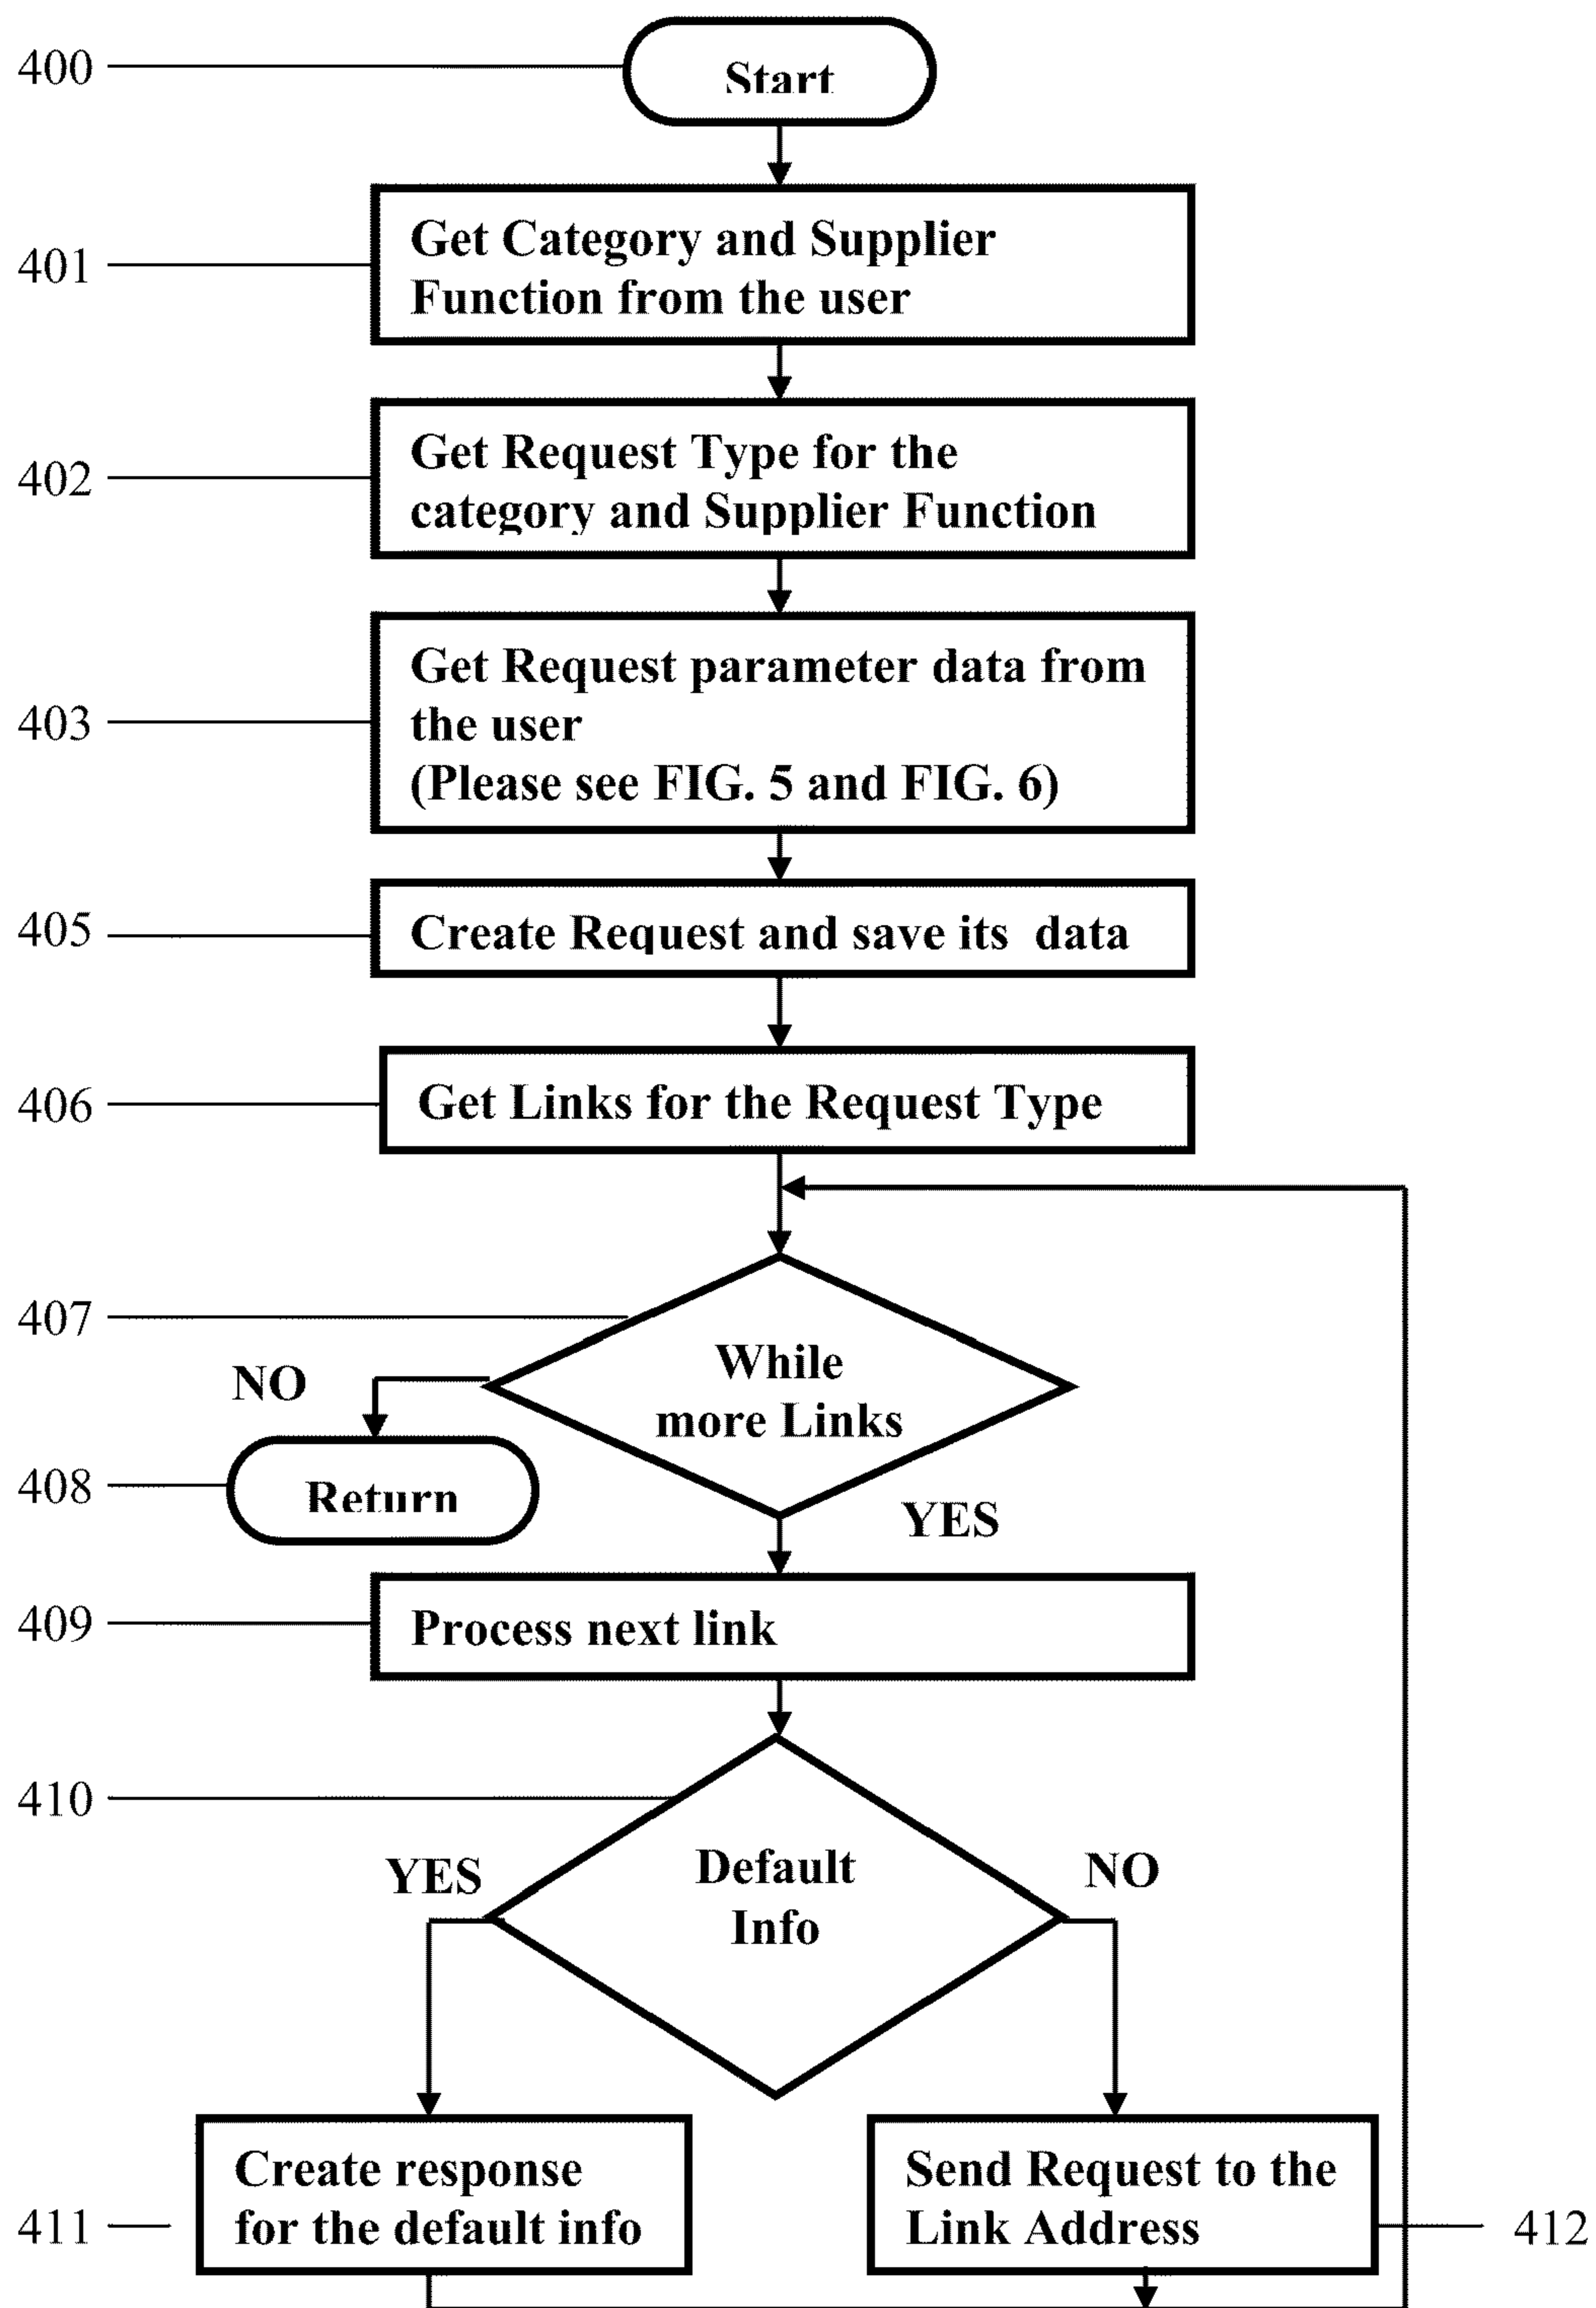 400
Start
401
Get Category and Supplier
Function from the user
402
Get Request Type for the
category and Supplier Function
403
Get Request parameter data from
the user
(Please see FIG. 5 and FIG. 6)
405
Create Request and save its data
406
Get Links for the Request Type
407
While
more Links
NO
408
Return
YES
409
Process next link
410
Default
Info
YES
NO
411
Create response
for the default info
Send Request to the
Link Address
412